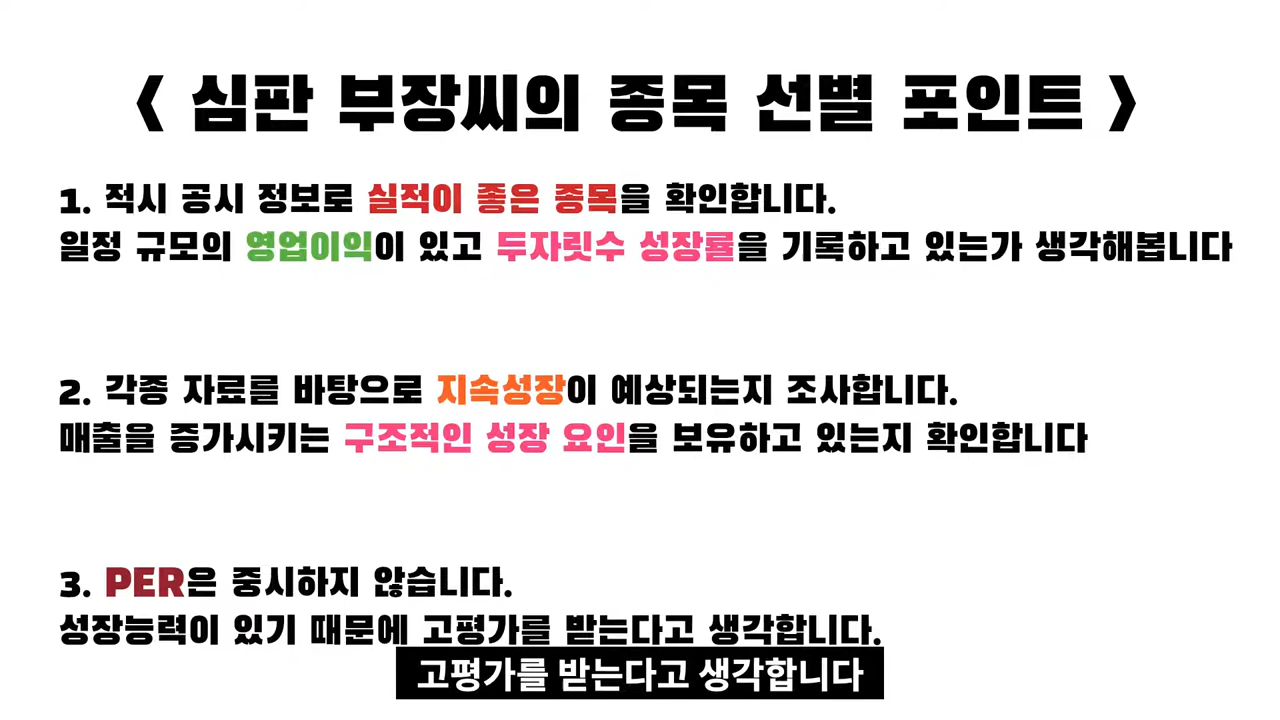 < 심판 부장씨의 종목 선별 포인트 >
1. 적시 공시 정보로 실적이 좋은 종목을 확인합니다.
일정 규모의 영업이익이 있고 두자릿수 성장률을 기록하고 있는가 생각해봅니다
2. 각종 자료를 바탕으로 지속성장이 예상되는지 조사합니다.
매출을 증가시키는 구조적인 성장 요인을 보유하고 있는지 확인합니다
3. PER은 중시하지 않습니다.
성장능력이 있기 때문에 고평가를 받는다고 생각합니다.
고평가를 받는다고 생각합니다